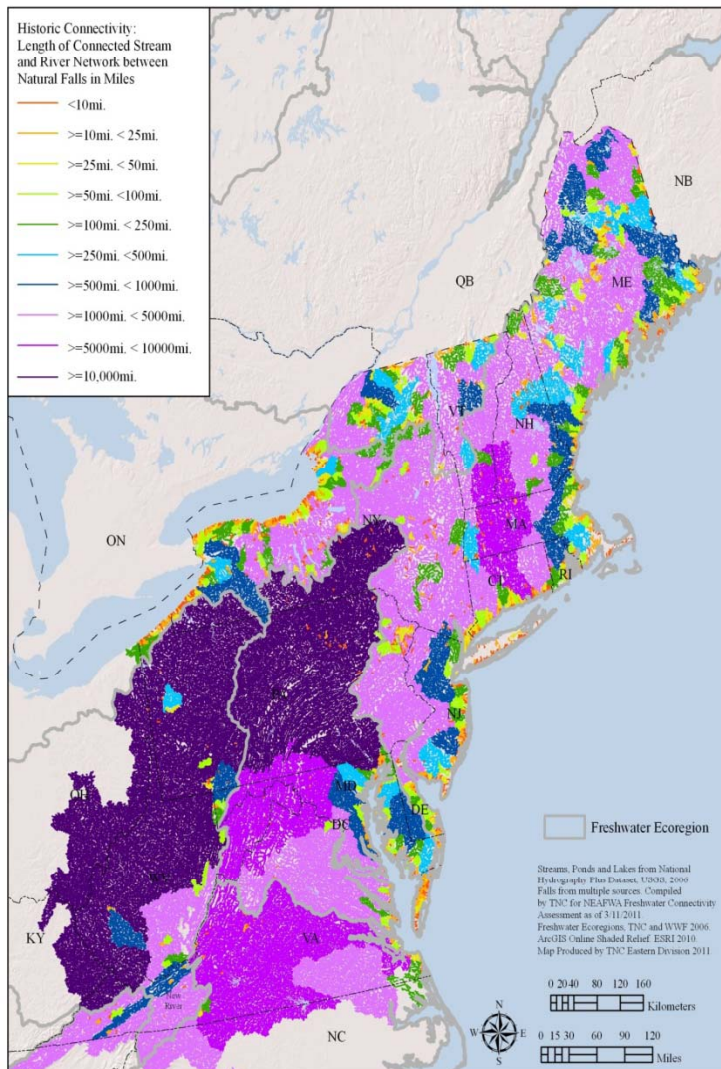 Historic Connectivity:
Length of Connected Stream
and River Network between
Natural Falls in Miles
<10mi.
>=10mi. < 25mi.
>=25mi. < 50mi.
>=50mi. <100mi.
>=100mi. < 250mi.
>=250mi. <500mi.
>=500mi. < 1000mi.
>=1000mi. < 5000mi.
>=5000mi. < 10000mi.
>=10,000mi.
NB
QB
ME
VT
NH
ON
NY
MA
CT
RI
NJ
OH
MD
DE
DC
KY
VA
New
River
NC
Freshwater Ecoregion
Streams, Ponds and Lakes from National
Hydrography Plus Dataset, USGS, 2006
Falls from multiple sources. Compiled
by TNC for NEAFWA Freshwater Connectivity
Assessment as of 3/11/2011.
Freshwater Ecoregions, TNC and WWF 2006.
ArcGIS Online Shaded Relief. ESRI 2010.
Map Produced by TNC Eastern Division 2011
0 20 40 80 120 160
Kilometers
N
W E
S
0 15 30 60 90 120
Miles